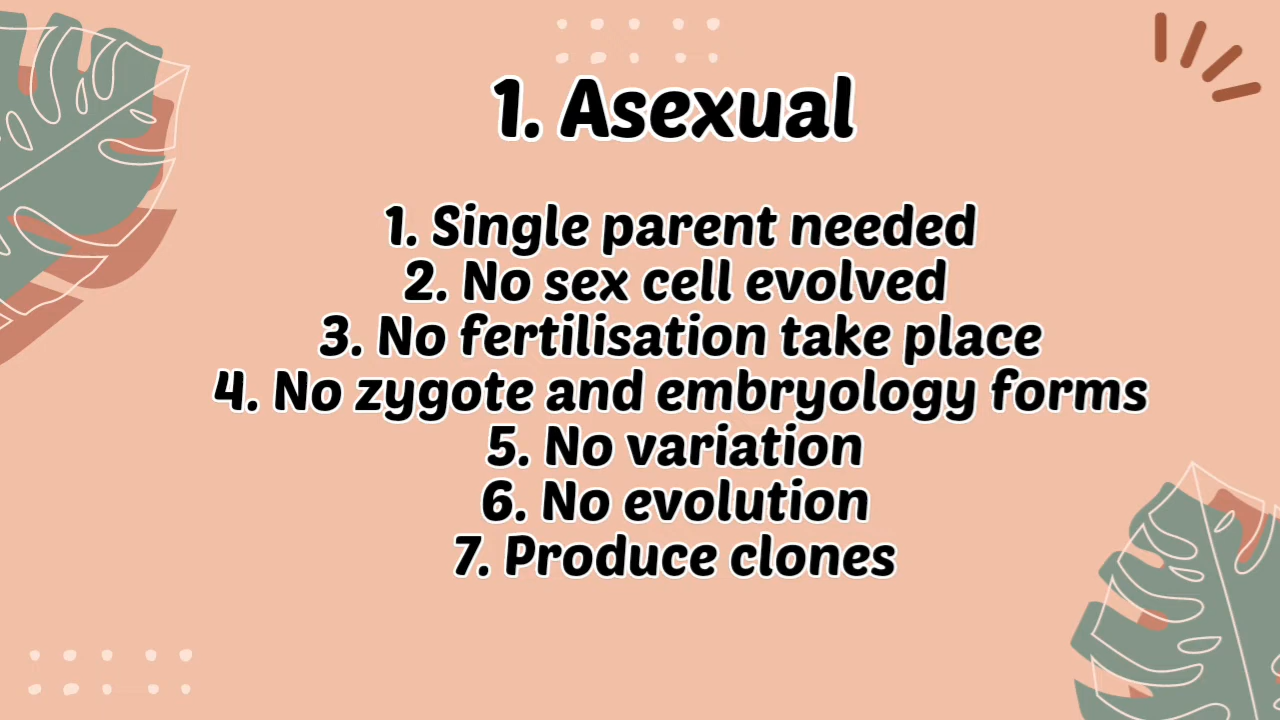 1. Asexual
1. Single parent needed
2. No sex cell evolved
3. No fertilisation take place
4. No zygote and embryology forms
5. No variation
6. No evolution
7. Produce clones